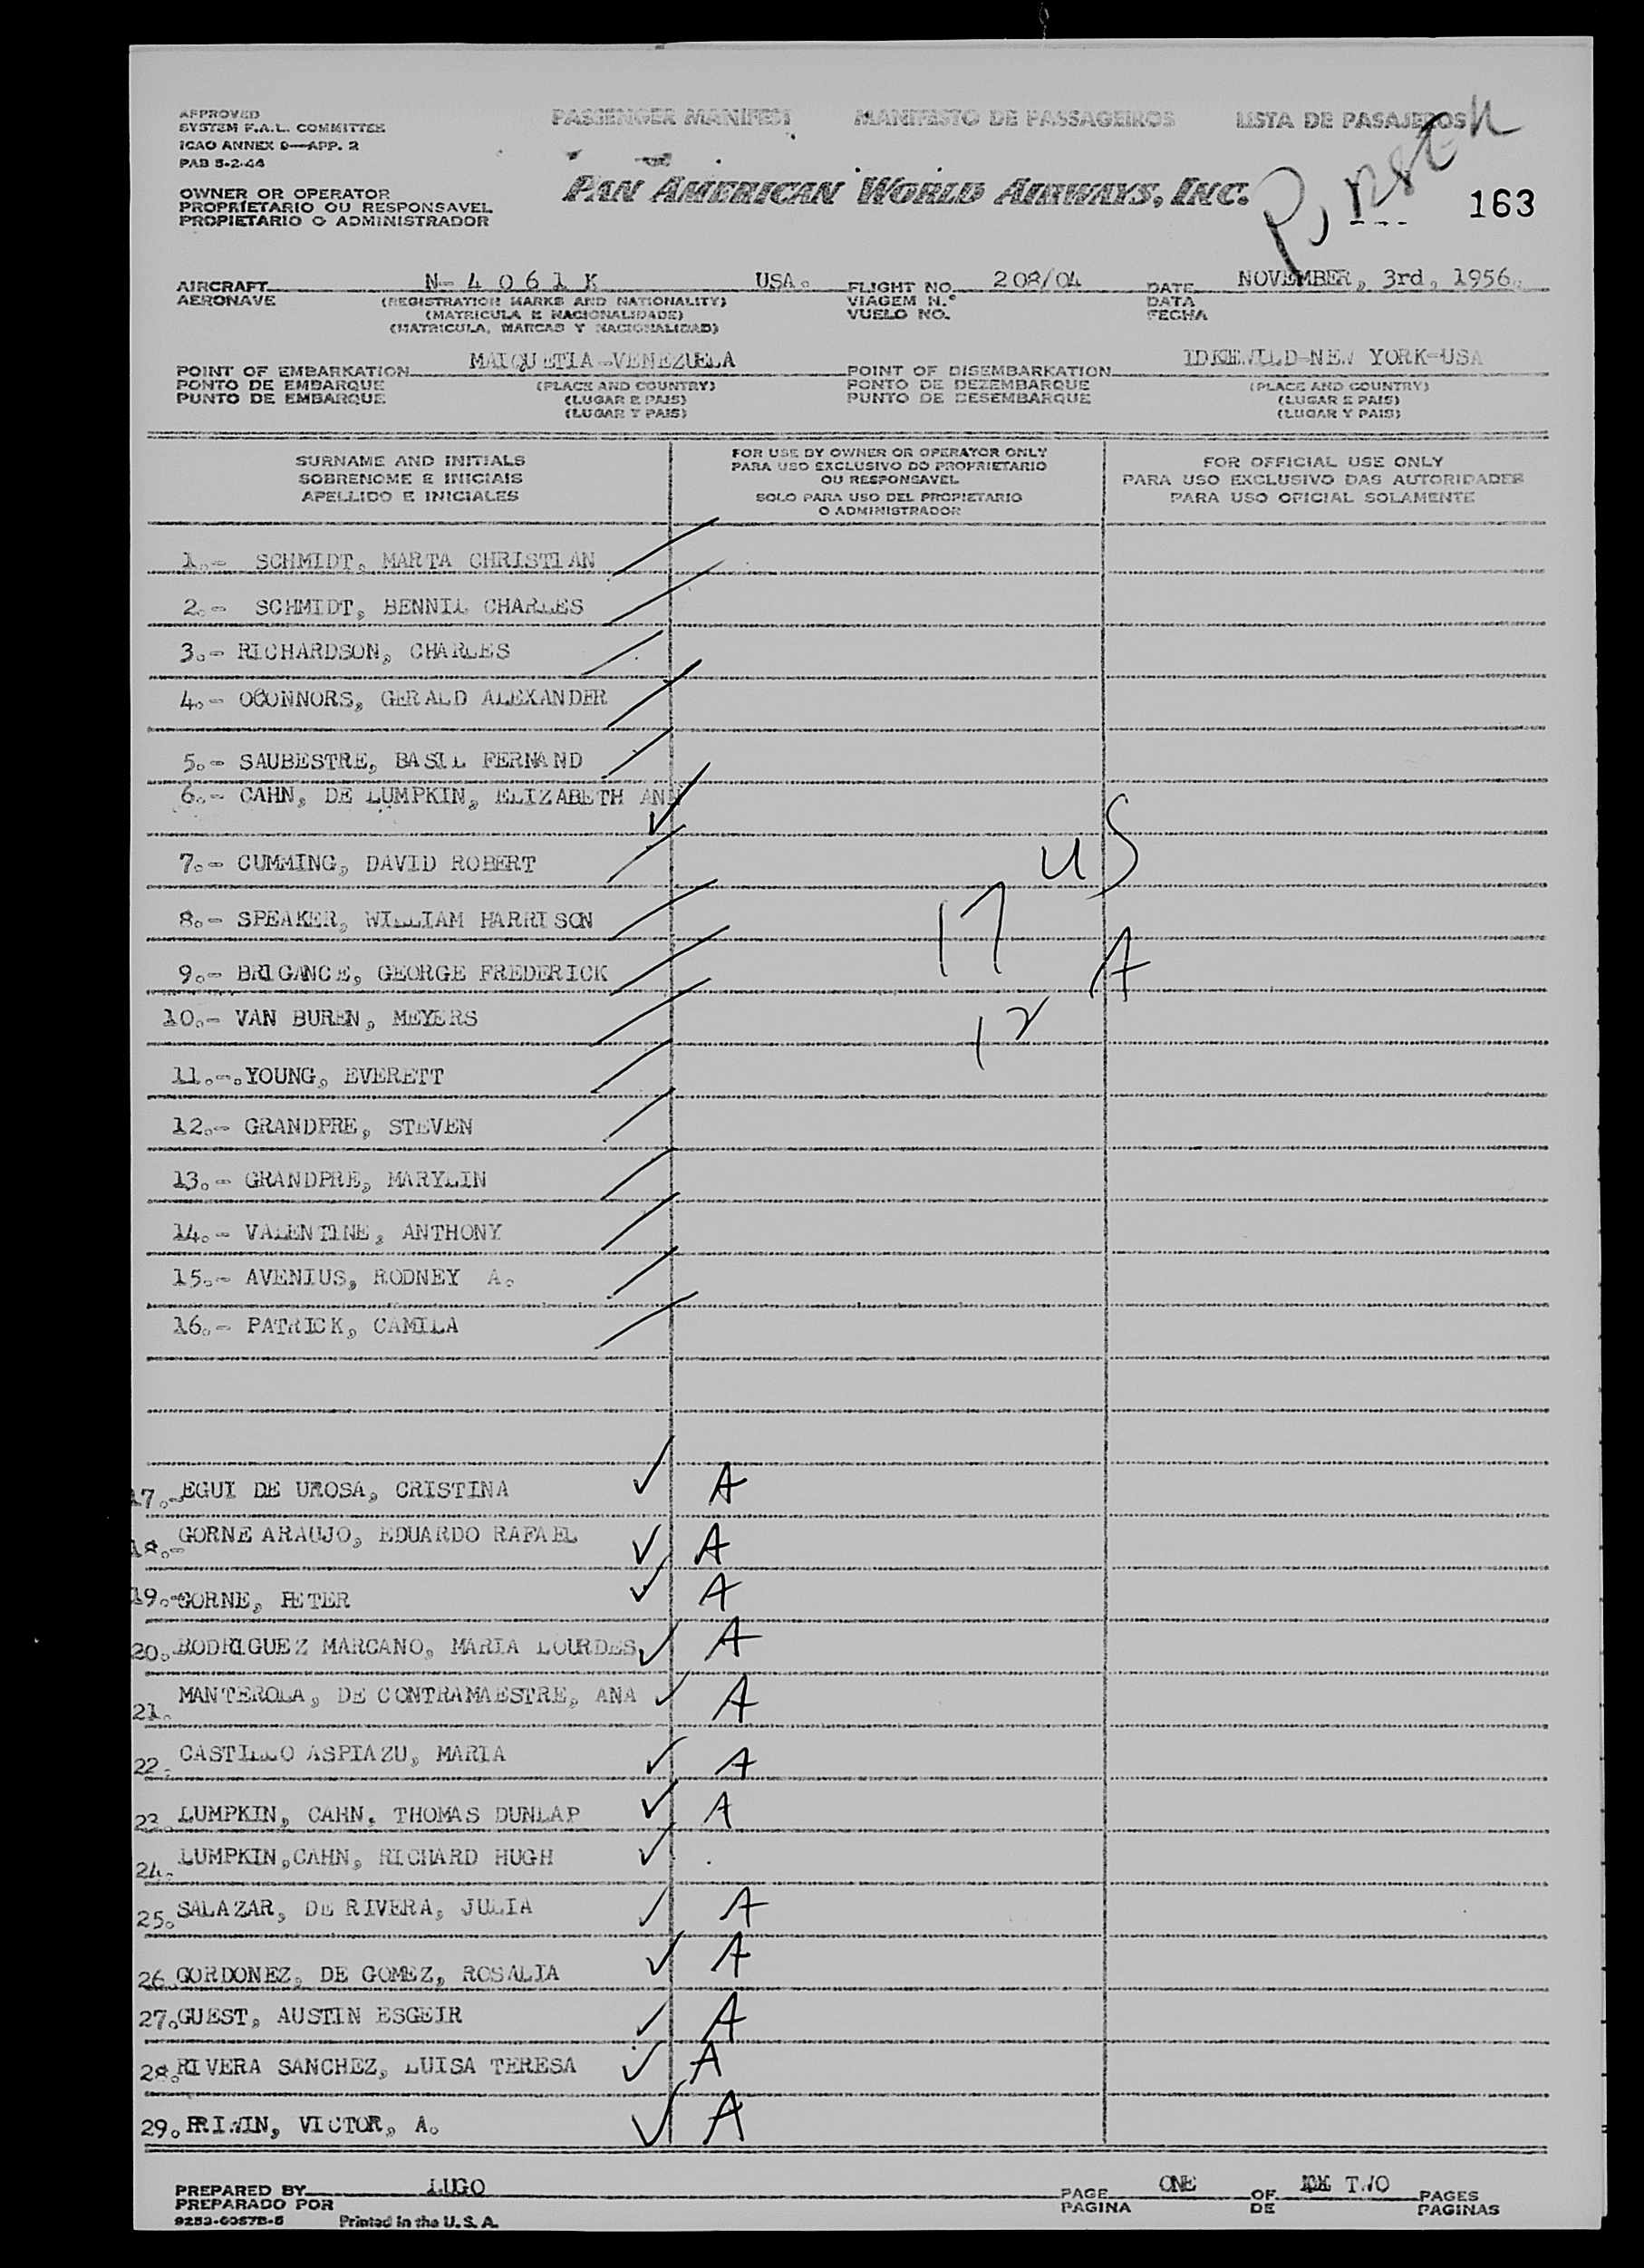 APPROVED
SYSTEM F.A.L. COMMITTEE
ICAO ANNEX 9—APP. 2
PAB 5-2-44
PASSENGER MANIFEST MANIFESTO DE PASSAGEIROS LISTA DE PASAJEROS
OWNER OR OPERATOR
PROPRIETARIO OU RESPONSAVEL
PROPIETARIO O ADMINISTRADOR
PAN AMERICAN WORLD AIRWAYS, INC.
163
AIRCRAFT N-4061K USA. FLIGHT NO. 208/04 DATE NOVEMBER, 3rd, 1956.
AERONAVE (REGISTRATION MARKS AND NATIONALITY) VIAGEM N.º DATA
(MATRICULA E NACIONALIDADE) VUELO NO. FECHA
(MATRICULA, MARCAS Y NACIONALIDAD)
POINT OF EMBARKATION MAIQUETIA-VENEZUELA POINT OF DISEMBARKATION IDKEWILD-NEW YORK-USA
PONTO DE EMBARQUE (PLACE AND COUNTRY) PONTO DE DEZEMBARQUE (PLACE AND COUNTRY)
PUNTO DE EMBARQUE (LUGAR E PAIS) PUNTO DE DESEMBARQUE (LUGAR E PAIS)
(LUGAR Y PAIS) (LUGAR Y PAIS)
SURNAME AND INITIALS
SOBRENOME E INICIAIS
APELLIDO E INICIALES
FOR USE BY OWNER OR OPERATOR ONLY
PARA USO EXCLUSIVO DO PROPRIETARIO
OU RESPONSAVEL
SOLO PARA USO DEL PROPIETARIO
O ADMINISTRADOR
FOR OFFICIAL USE ONLY
PARA USO EXCLUSIVO DAS AUTORIDADES
PARA USO OFICIAL SOLAMENTE
1.- SCHMIDT, MARTA CHRISTIAN
2.- SCHMIDT, BENNIE CHARLES
3.- RICHARDSON, CHARLES
4.- OCONNORS, GERALD ALEXANDER
5.- SAUBESTRE, BASIL FERNAND
6.- CAHN, DE LUMPKIN, ELIZABETH ANN
7.- CUMMING, DAVID ROBERT
US
8.- SPEAKER, WILLIAM HARRISON
17
9.- BRIGANCE, GEORGE FREDERICK
A
10.- VAN BUREN, MEYERS
12
11.-.YOUNG, EVERETT
12.- GRANDPRE, STEVEN
13.- GRANDPRE, MARYLIN
14.- VALENTINE, ANTHONY
15.- AVENIUS, RODNEY A.
16.- PATRICK, CAMILA
17.- EGUI DE UROSA, CRISTINA A
18.- GORNE ARAUJO, EDUARDO RAFAEL A
19.- GORNE, PETER A
20. RODRIGUEZ MARCANO, MARIA LOURDES A
21. MANTEROLA, DE CONTRAMAESTRE, ANA A
22. CASTILLO ASPIAZU, MARIA A
23. LUMPKIN, CAHN, THOMAS DUNLAP A
24. LUMPKIN,CAHN, RICHARD HUGH
25. SALAZAR, DE RIVERA, JULIA A
26. GORDONEZ, DE GOMEZ, ROSALIA A
27. GUEST, AUSTIN ESGEIR A
28. RIVERA SANCHEZ, LUISA TERESA A
29. VICTOR, A. A
PREPARED BY LUGO PAGE ONE OF TWO PAGES
PREPARADO POR PAGINA DE PAGINAS
9253-6057B-5 Printed in the U. S. A.